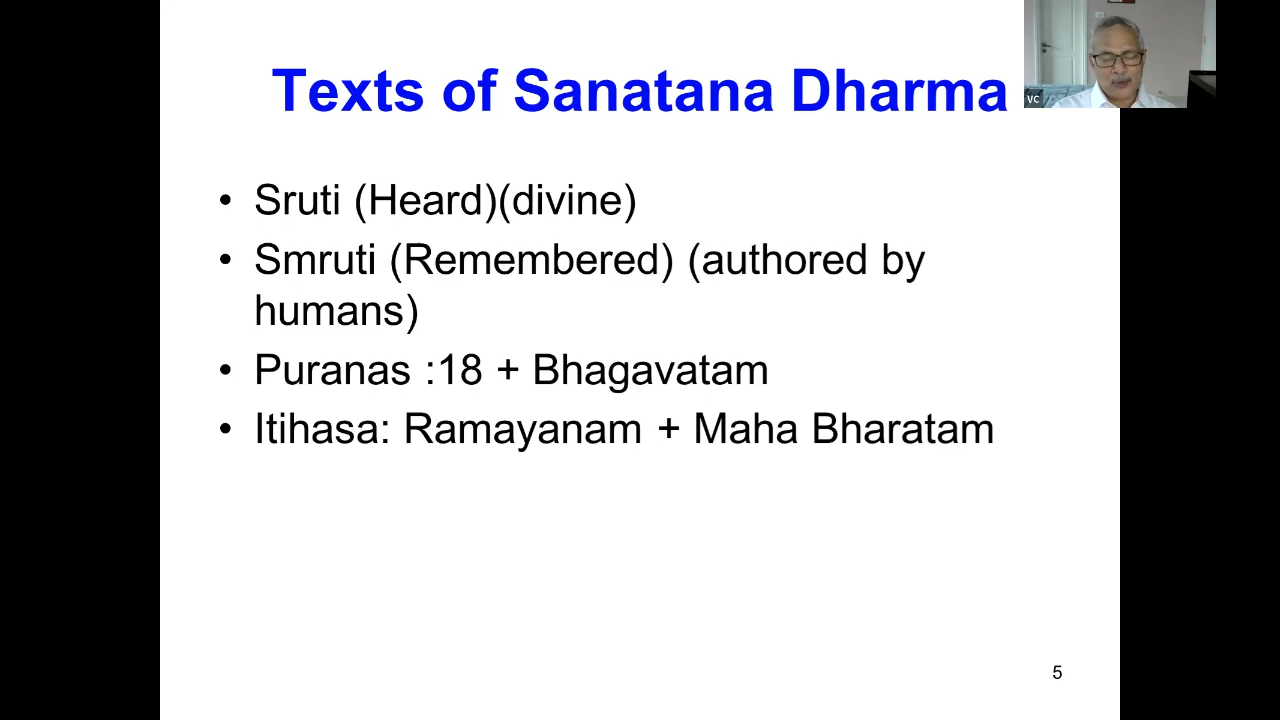 Texts of Sanatana Dharma
VC
• Sruti (Heard)(divine)
• Smruti (Remembered) (authored by
humans)
• Puranas :18 + Bhagavatam
• Itihasa: Ramayanam + Maha Bharatam
5